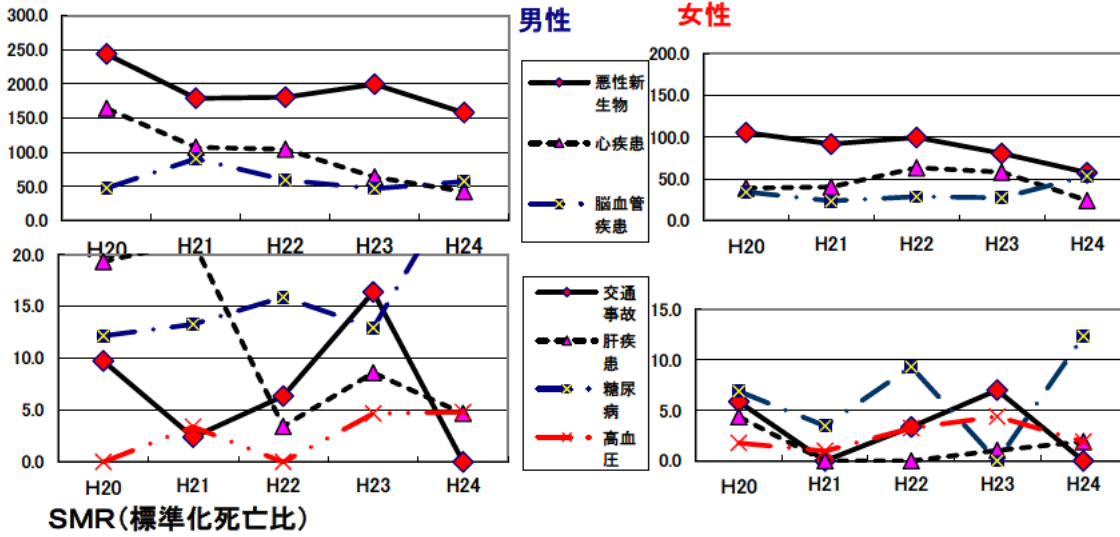 男性
女性
300.0
250.0
200.0
150.0
100.0
50.0
0.0
H20 H21 H22 H23 H24
悪性新
生物
心疾患
脳血管
疾患
200.0
150.0
100.0
50.0
0.0
H20 H21 H22 H23 H24
20.0
15.0
10.0
5.0
0.0
H20 H21 H22 H23 H24
交通
事故
肝疾
患
糖尿
病
高血
圧
15.0
10.0
5.0
0.0
H20 H21 H22 H23 H24
SMR(標準化死亡比)